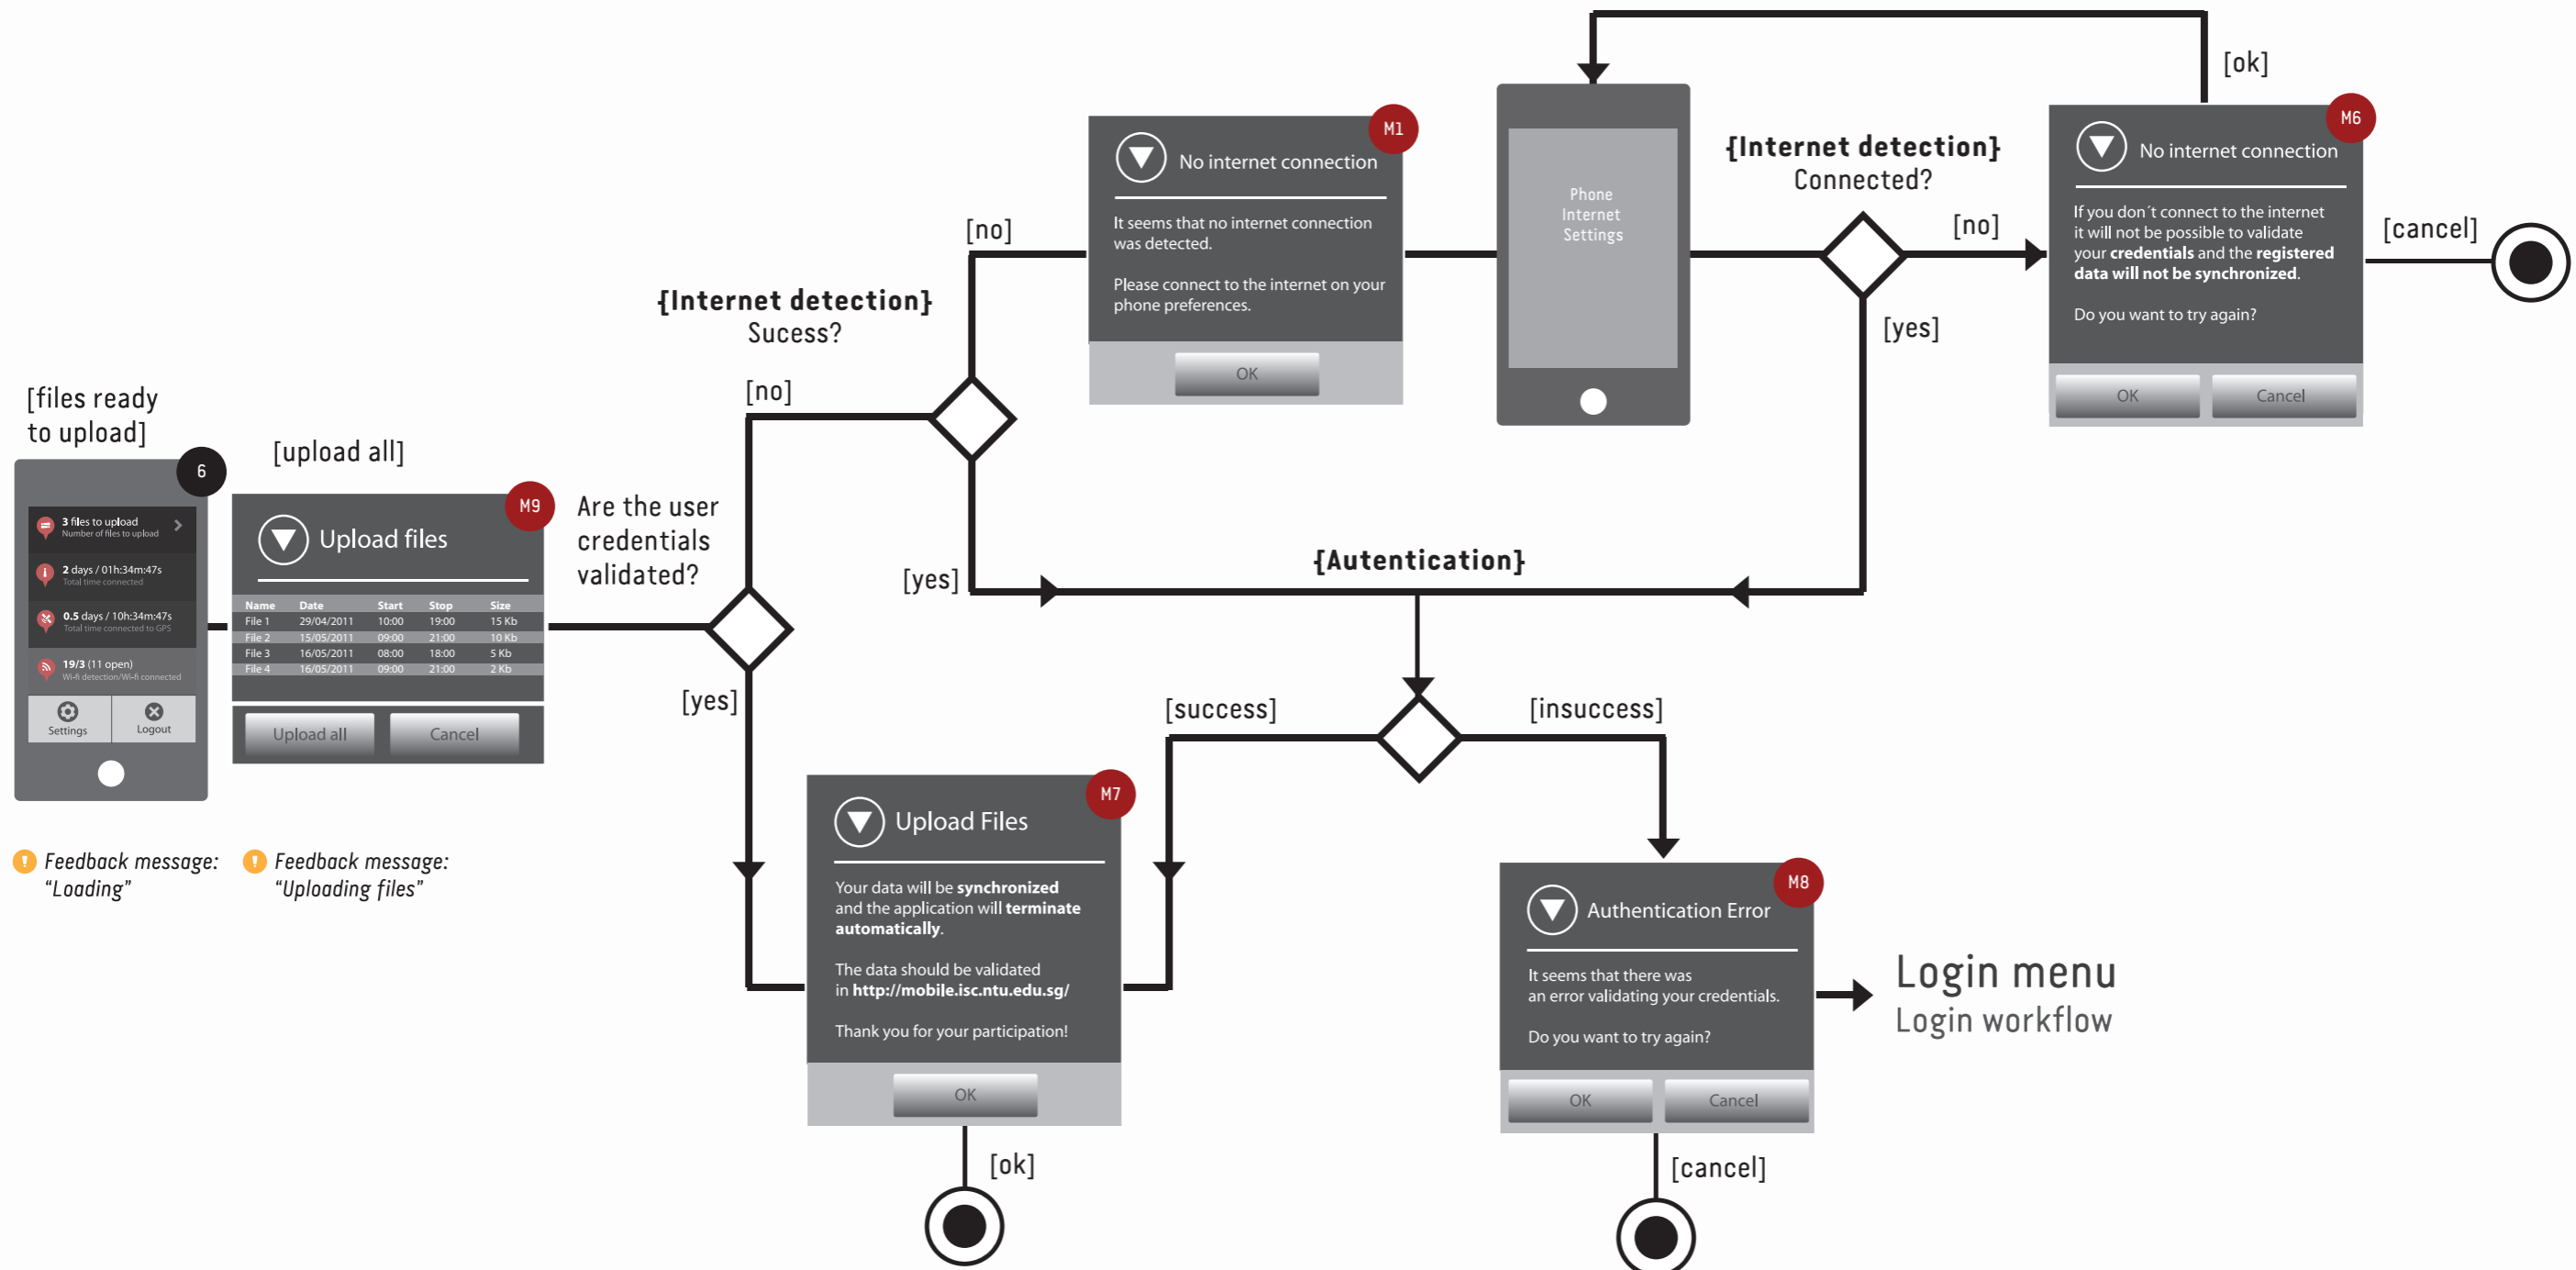 [files ready
to upload]
6
3 files to upload
Number of files to upload
2 days / 01h:34m:47s
Total time connected
0.5 days / 10h:34m:47s
Total time connected to GPS
19/3 (11 open)
Wi-fi detection/Wi-fi connected
Settings
Logout
Feedback message:
“Loading”
[upload all]
M9
Upload files
Name Date Start Stop Size
File 1 29/04/2011 10:00 19:00 15 Kb
File 2 15/05/2011 09:00 21:00 10 Kb
File 3 16/05/2011 08:00 18:00 5 Kb
File 4 16/05/2011 09:00 21:00 2 Kb
Upload all
Cancel
Feedback message:
“Uploading files”
Are the user
credentials
validated?
[no]
[yes]
{Internet detection}
Sucess?
[no]
[yes]
M1
No internet connection
It seems that no internet connection
was detected.
Please connect to the internet on your
phone preferences.
OK
Phone
Internet
Settings
{Internet detection}
Connected?
[no]
[yes]
M6
No internet connection
If you don´t connect to the internet
it will not be possible to validate
your credentials and the registered
data will not be synchronized.
Do you want to try again?
OK
Cancel
[ok]
[cancel]
{Autentication}
[success]
[insuccess]
M7
Upload Files
Your data will be synchronized
and the application will terminate
automatically.
The data should be validated
in http://mobile.isc.ntu.edu.sg/
Thank you for your participation!
OK
[ok]
M8
Authentication Error
It seems that there was
an error validating your credentials.
Do you want to try again?
OK
Cancel
[cancel]
Login menu
Login workflow